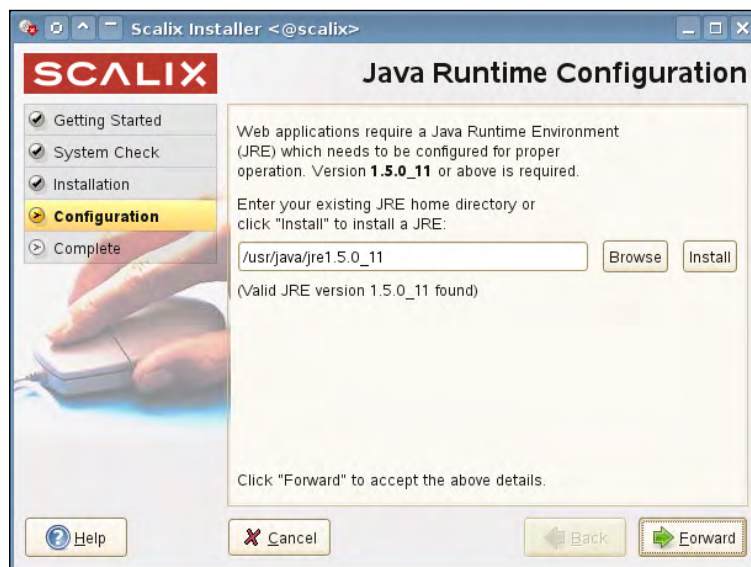 Scalix Installer <@scalix>
SCALIX
Java Runtime Configuration
Getting Started
System Check
Installation
Configuration
Complete
Web applications require a Java Runtime Environment
(JRE) which needs to be configured for proper
operation. Version 1.5.0_11 or above is required.
Enter your existing JRE home directory or
click "Install" to install a JRE:
/usr/java/jre1.5.0_11
Browse
Install
(Valid JRE version 1.5.0_11 found)
Click "Forward" to accept the above details.
Help
Cancel
Back
Forward